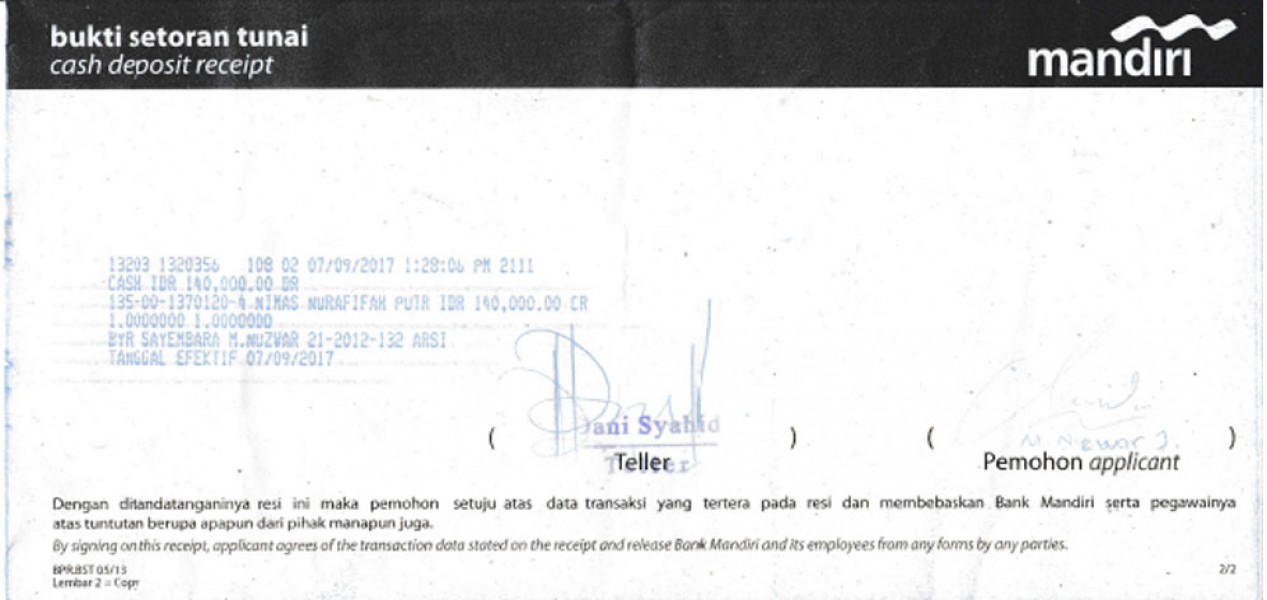 bukti setoran tunai
cash deposit receipt
mandiri
13203 1320356 108 02 07/09/2017 1:28:06 PM 2111
CASH IDR 140,000.00 DR
135-00-1370120-4 NIMAS NURAFIFAH PUTR IDR 140,000.00 CR
1.0000000 1.0000000
BYR SAYEMBARA M.NUZWAR 21-2012-132 ARSI
TANGGAL EFEKTIF 07/09/2017
Dani Syahid
( Teller ) ( )
Teller
Pemohon applicant
Dengan ditandatanganinya resi ini maka pemohon setuju atas data transaksi yang tertera pada resi dan membebaskan Bank Mandiri serta pegawainya
atas tuntutan berupa apapun dari pihak manapun juga.
By signing on this receipt, applicant agrees of the transaction data stated on the receipt and release Bank Mandiri and its employees from any forms by any parties.
BPR.BST 05/13
Lembar 2 = Copy
2/2